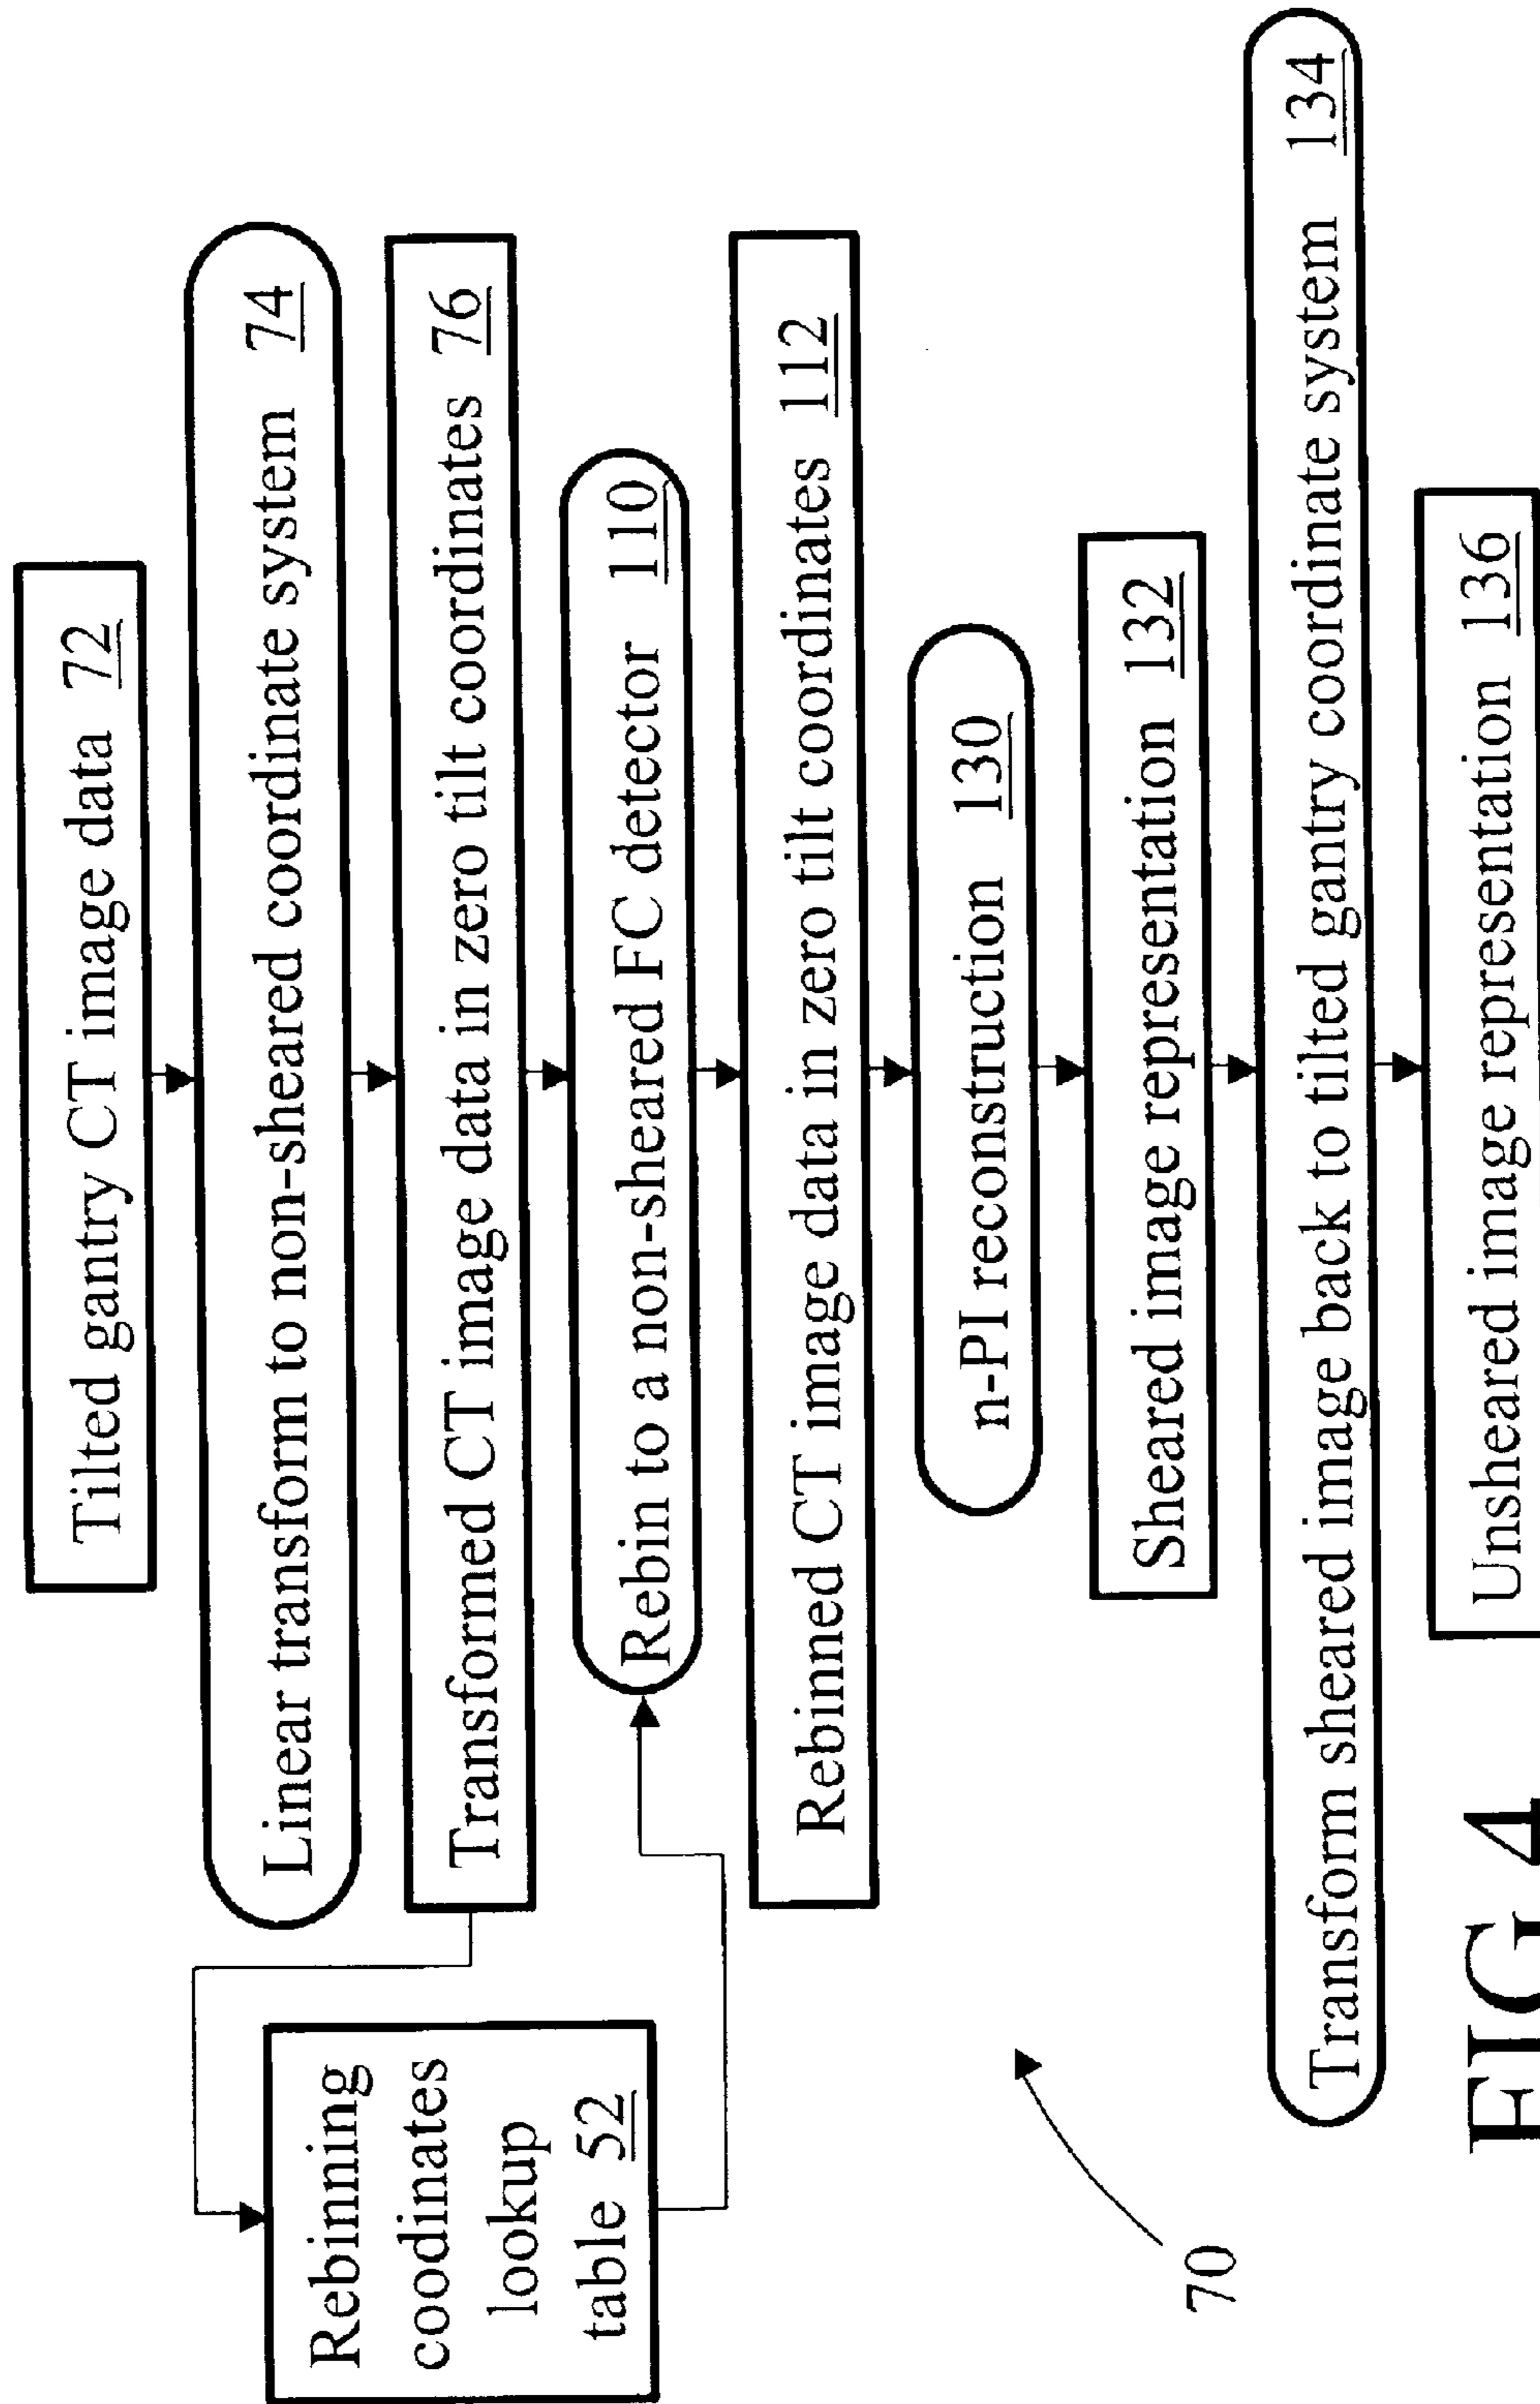 Tilted gantry CT image data 72
Linear transform to non-sheared coordinate system 74
Transformed CT image data in zero tilt coordinates 76
Rebinning
coodinates
lookup
table 52
Rebin to a non-sheared FC detector 110
Rebinned CT image data in zero tilt coordinates 112
n-PI reconstruction 130
Sheared image representation 132
Transform sheared image back to tilted gantry coordinate system 134
Unsheared image representation 136
70
FIG 4